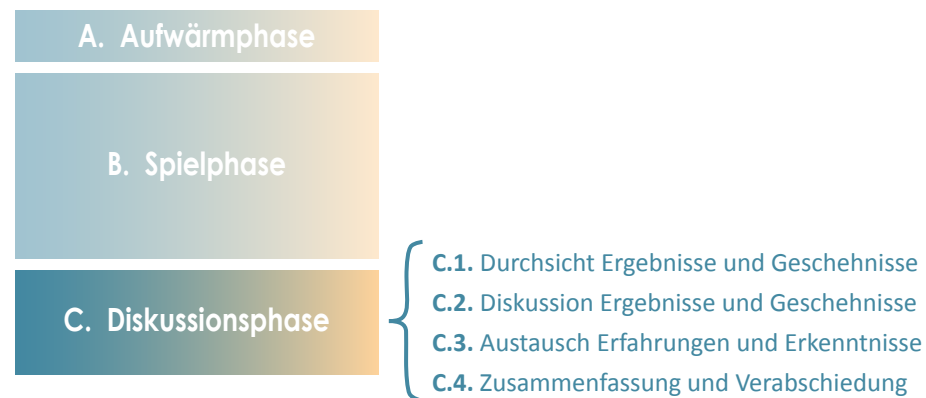 A. Aufwärmphase
B. Spielphase
C. Diskussionsphase
C.1. Durchsicht Ergebnisse und Geschehnisse
C.2. Diskussion Ergebnisse und Geschehnisse
C.3. Austausch Erfahrungen und Erkenntnisse
C.4. Zusammenfassung und Verabschiedung